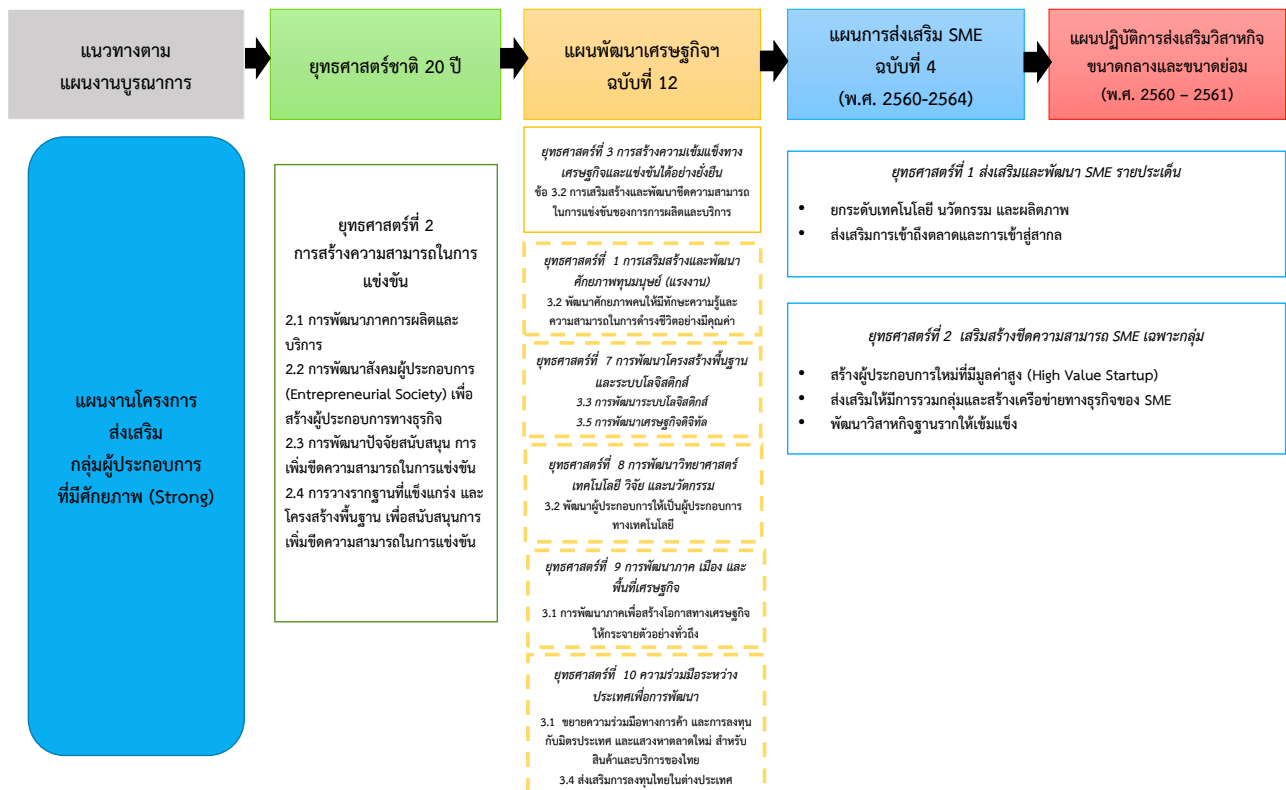 แนวทางตาม
แผนงานบูรณาการ
ยุทธศาสตร์ชาติ 20 ปี
แผนพัฒนาเศรษฐกิจฯ
ฉบับที่ 12
แผนการส่งเสริม SME
ฉบับที่ 4
(พ.ศ. 2560-2564)
แผนปฏิบัติการส่งเสริมวิสาหกิจ
ขนาดกลางและขนาดย่อม
(พ.ศ. 2560 – 2561)
แผนงานโครงการ
ส่งเสริม
กลุ่มผู้ประกอบการ
ที่มีศักยภาพ (Strong)
ยุทธศาสตร์ที่ 2
การสร้างความสามารถในการ
แข่งขัน
2.1 การพัฒนาภาคการผลิตและ
บริการ
2.2 การพัฒนาสังคมผู้ประกอบการ
(Entrepreneurial Society) เพื่อ
สร้างผู้ประกอบการทางธุรกิจ
2.3 การพัฒนาปัจจัยสนับสนุน การ
เพิ่มขีดความสามารถในการแข่งขัน
2.4 การวางรากฐานที่แข็งแกร่ง และ
โครงสร้างพื้นฐาน เพื่อสนับสนุนการ
เพิ่มขีดความสามารถในการแข่งขัน
ยุทธศาสตร์ที่ 3 การสร้างความเข้มแข็งทาง
เศรษฐกิจและแข่งขันได้อย่างยั่งยืน
ข้อ 3.2 การเสริมสร้างและพัฒนาขีดความสามารถ
ในการแข่งขันของการการผลิตและบริการ
ยุทธศาสตร์ที่ 1 การเสริมสร้างและพัฒนา
ศักยภาพทุนมนุษย์ (แรงงาน)
3.2 พัฒนาศักยภาพคนให้มีทักษะความรู้และ
ความสามารถในการดำรงชีวิตอย่างมีคุณค่า
ยุทธศาสตร์ที่ 7 การพัฒนาโครงสร้างพื้นฐาน
และระบบโลจิสติกส์
3.3 การพัฒนาระบบโลจิสติกส์
3.5 การพัฒนาเศรษฐกิจดิจิทัล
ยุทธศาสตร์ที่ 8 การพัฒนาวิทยาศาสตร์
เทคโนโลยี วิจัย และนวัตกรรม
3.2 พัฒนาผู้ประกอบการให้เป็นผู้ประกอบการ
ทางเทคโนโลยี
ยุทธศาสตร์ที่ 9 การพัฒนาภาค เมือง และ
พื้นที่เศรษฐกิจ
3.1 การพัฒนาภาคเพื่อสร้างโอกาสทางเศรษฐกิจ
ให้กระจายตัวอย่างทั่วถึง
ยุทธศาสตร์ที่ 10 ความร่วมมือระหว่าง
ประเทศเพื่อการพัฒนา
3.1 ขยายความร่วมมือทางการค้า และการลงทุน
กับมิตรประเทศ และแสวงหาตลาดใหม่ สำหรับ
สินค้าและบริการของไทย
3.4 ส่งเสริมการลงทุนไทยในต่างประเทศ
ยุทธศาสตร์ที่ 1 ส่งเสริมและพัฒนา SME รายประเด็น
• ยกระดับเทคโนโลยี นวัตกรรม และผลิตภาพ
• ส่งเสริมการเข้าถึงตลาดและการเข้าสู่สากล
ยุทธศาสตร์ที่ 2 เสริมสร้างขีดความสามารถ SME เฉพาะกลุ่ม
• สร้างผู้ประกอบการใหม่ที่มีมูลค่าสูง (High Value Startup)
• ส่งเสริมให้มีการรวมกลุ่มและสร้างเครือข่ายทางธุรกิจของ SME
• พัฒนาวิสาหกิจฐานรากให้เข้มแข็ง